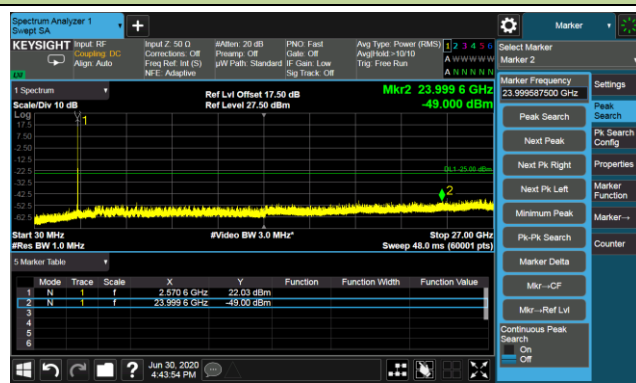 Spectrum Analyzer 1
Swept SA
KEYSIGHT
Input: RF
Coupling: DC
Align: Auto
Input Z: 50 Ω
Corrections: Off
Freq Ref: Int (S)
NFE: Adaptive
#Atten: 20 dB
Preamp: Off
µW Path: Standard
PNO: Fast
Gate: Off
IF Gain: Low
Sig Track: Off
Avg Type: Power (RMS)
Avg|Hold:>10/10
Trig: Free Run
1 2 3 4 5 6
A W W W W W
A N N N N N
LXI
1 Spectrum
Scale/Div 10 dB
Ref Lvl Offset 17.50 dB
Ref Level 27.50 dBm
Mkr2 23.999 6 GHz
-49.000 dBm
Log
17.5
7.50
-2.50
-12.5
-22.5
-32.5
-42.5
-52.5
-62.5
1
DL1 -25.00 dBm
2
Start 30 MHz
#Res BW 1.0 MHz
#Video BW 3.0 MHz*
Stop 27.00 GHz
Sweep 48.0 ms (60001 pts)
5 Marker Table
Mode Trace Scale X Y Function Function Width Function Value
1 N 1 f 2.570 6 GHz 22.03 dBm
2 N 1 f 23.999 6 GHz -49.00 dBm
3
4
5
6
Jun 30, 2020
4:43:54 PM
Marker
Select Marker
Marker 2
Marker Frequency
23.999587500 GHz
Peak Search
Next Peak
Next Pk Right
Next Pk Left
Minimum Peak
Pk-Pk Search
Marker Delta
Mkr→CF
Mkr→Ref Lvl
Continuous Peak
Search
On
Off
Settings
Peak
Search
Pk Search
Config
Properties
Marker
Function
Marker→
Counter